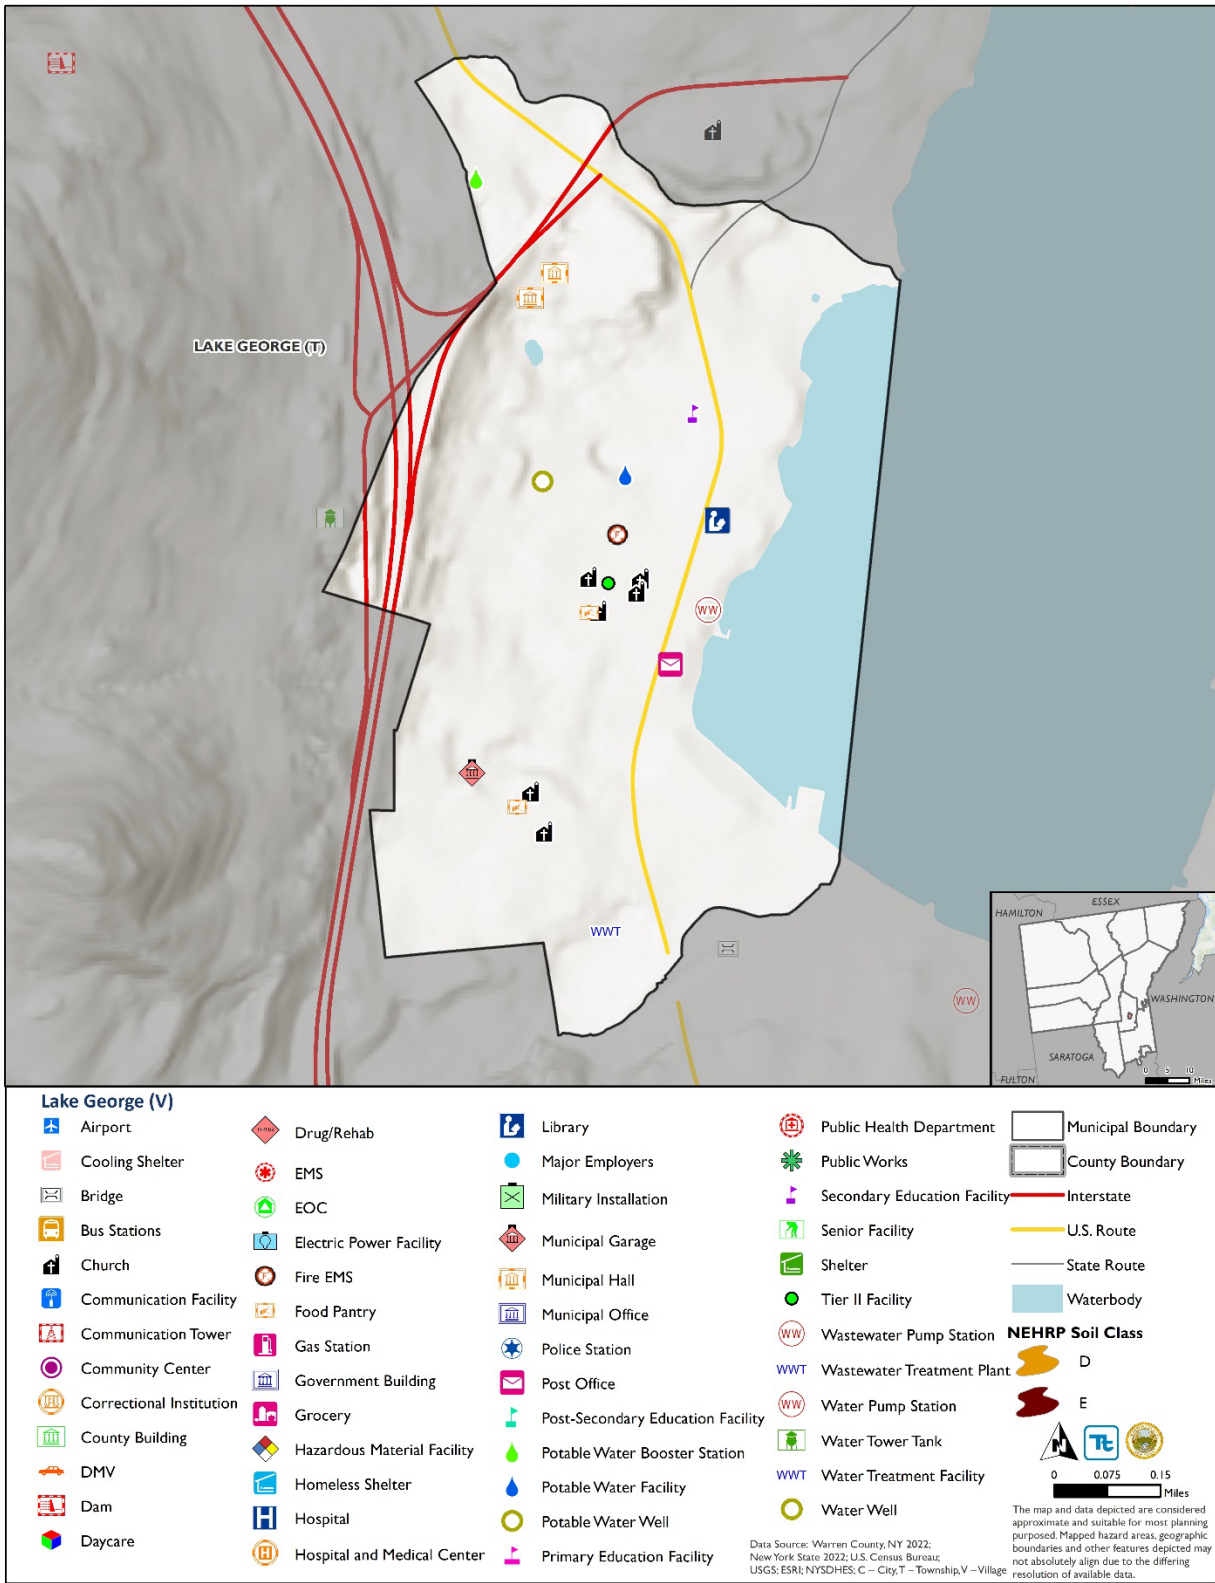 LAKE GEORGE (T)
F
WW
WWT
WW
HAMILTON
ESSEX
WASHINGTON
SARATOGA
FULTON
0 5 10
Miles
Lake George (V)
Airport
Cooling Shelter
Bridge
Bus Stations
Church
Communication Facility
Communication Tower
Community Center
Correctional Institution
County Building
DMV
Dam
Daycare
Drug/Rehab
EMS
EOC
Electric Power Facility
F
Fire EMS
Food Pantry
Gas Station
Government Building
Grocery
Hazardous Material Facility
Homeless Shelter
H
Hospital
H
Hospital and Medical Center
Library
Major Employers
Military Installation
Municipal Garage
Municipal Hall
Municipal Office
Police Station
Post Office
Post-Secondary Education Facility
Potable Water Booster Station
Potable Water Facility
Potable Water Well
Primary Education Facility
Public Health Department
Public Works
Secondary Education Facility
Senior Facility
Shelter
Tier II Facility
WW Wastewater Pump Station
WWT Wastewater Treatment Plant
WW Water Pump Station
Water Tower Tank
WWT Water Treatment Facility
Water Well
Municipal Boundary
County Boundary
Interstate
U.S. Route
State Route
Waterbody
NEHRP Soil Class
D
E
N
Tt
0 0.075 0.15
Miles
Data Source: Warren County, NY 2022;
New York State 2022; U.S. Census Bureau;
USGS; ESRI; NYSDHES; C – City, T – Township, V – Village
The map and data depicted are considered
approximate and suitable for most planning
purposed. Mapped hazard areas, geographic
boundaries and other features depicted may
not absolutely align due to the differing
resolution of available data.